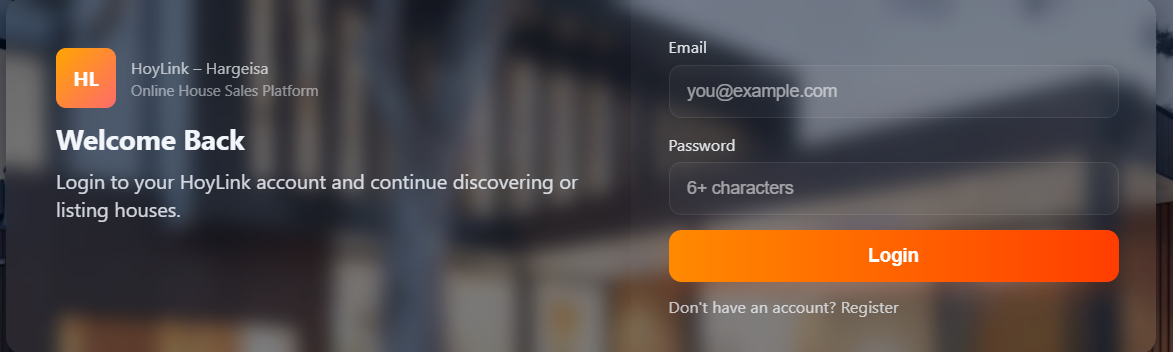 HL
HoyLink – Hargeisa
Online House Sales Platform
Welcome Back
Login to your HoyLink account and continue discovering or
listing houses.
Email
you@example.com
Password
6+ characters
Login
Don't have an account? Register